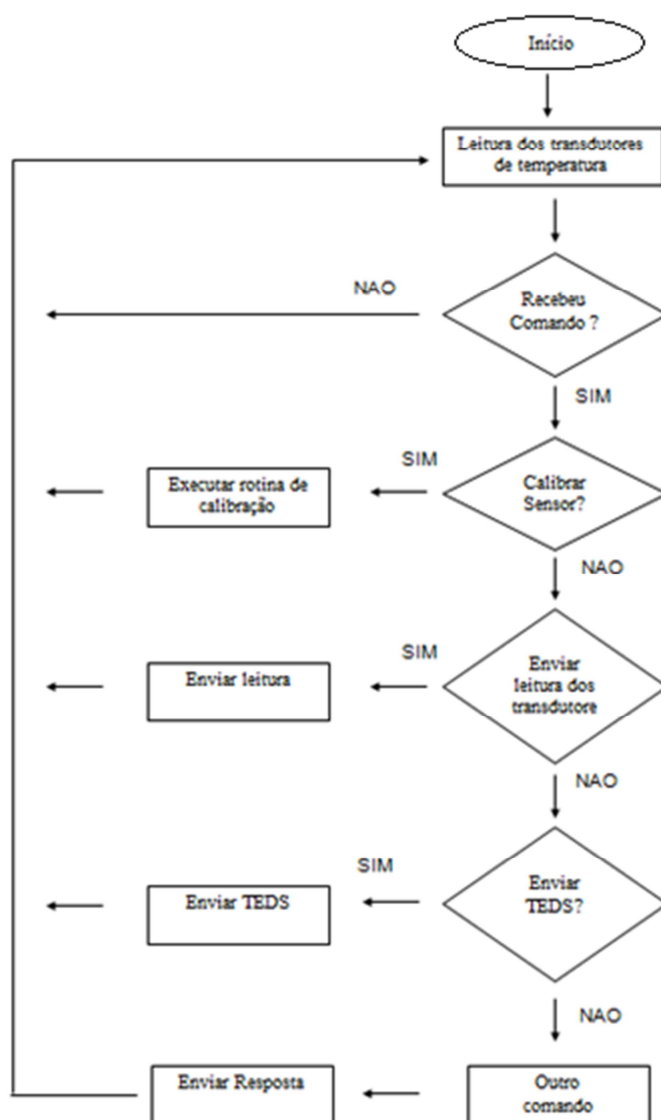 Início
Leitura dos transdutores
de temperatura
NAO
Recebeu
Comando ?
SIM
SIM
Executar rotina de
calibração
Calibrar
Sensor?
NAO
SIM
Enviar leitura
Enviar
leitura dos
transdutore
NAO
SIM
Enviar TEDS
Enviar
TEDS?
NAO
Enviar Resposta
Outro
comando